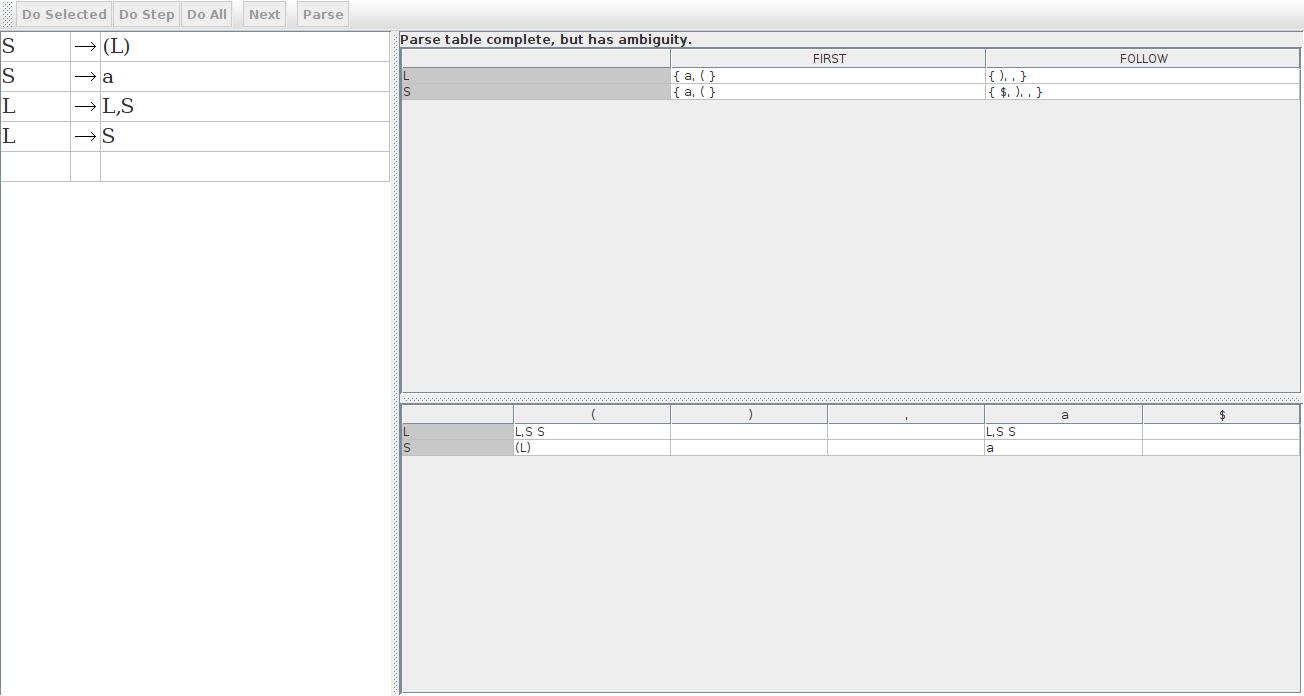 Do Selected Do Step Do All Next Parse
S → (L)
S → a
L → L,S
L → S
Parse table complete, but has ambiguity.
FIRST FOLLOW
L { a, ( } { ), , }
S { a, ( } { $, ), , }
( ) , a $
L L,S S L,S S
S (L) a